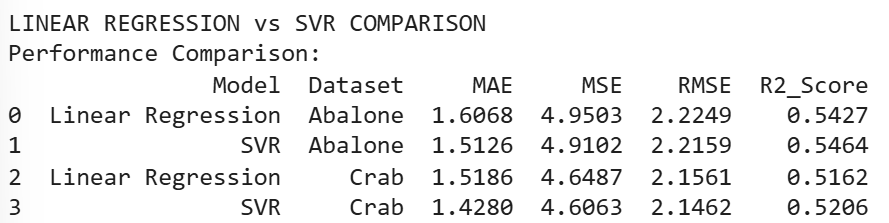 LINEAR REGRESSION vs SVR COMPARISON
Performance Comparison:
Model Dataset MAE MSE RMSE R2_Score
0 Linear Regression Abalone 1.6068 4.9503 2.2249 0.5427
1 SVR Abalone 1.5126 4.9102 2.2159 0.5464
2 Linear Regression Crab 1.5186 4.6487 2.1561 0.5162
3 SVR Crab 1.4280 4.6063 2.1462 0.5206